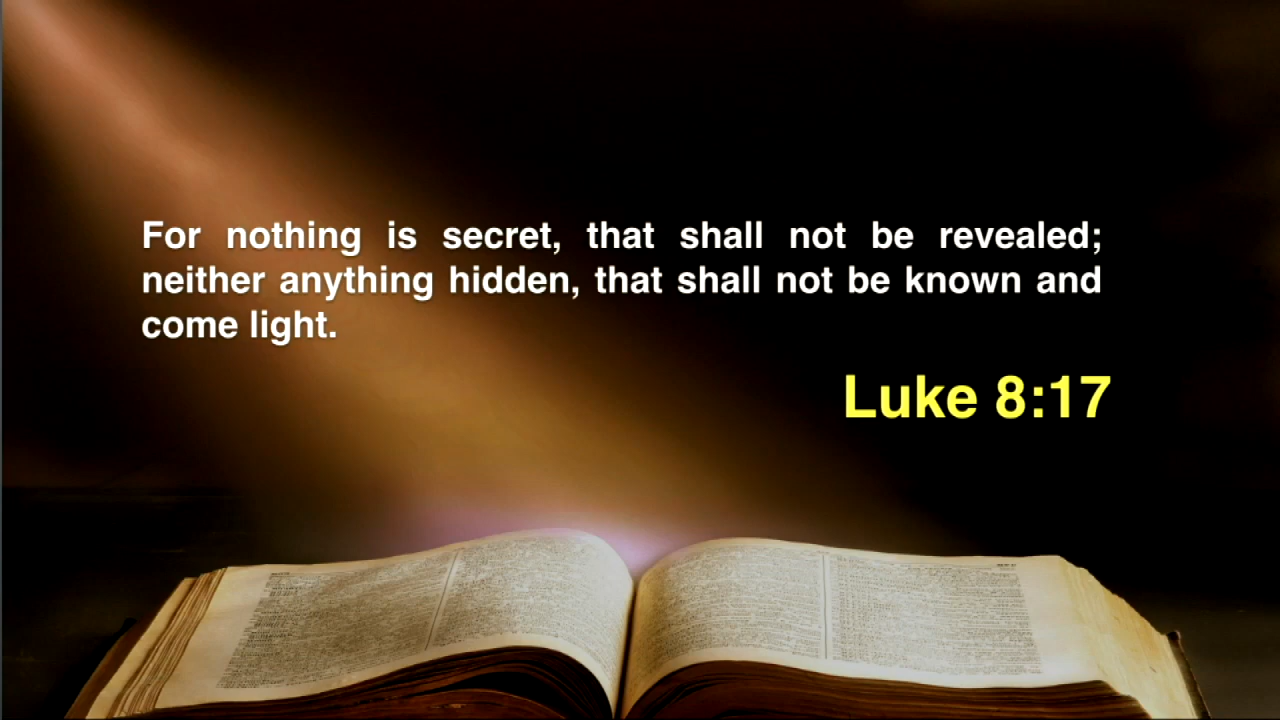 For nothing is secret, that shall not be revealed;
neither anything hidden, that shall not be known and
come light.
Luke 8:17